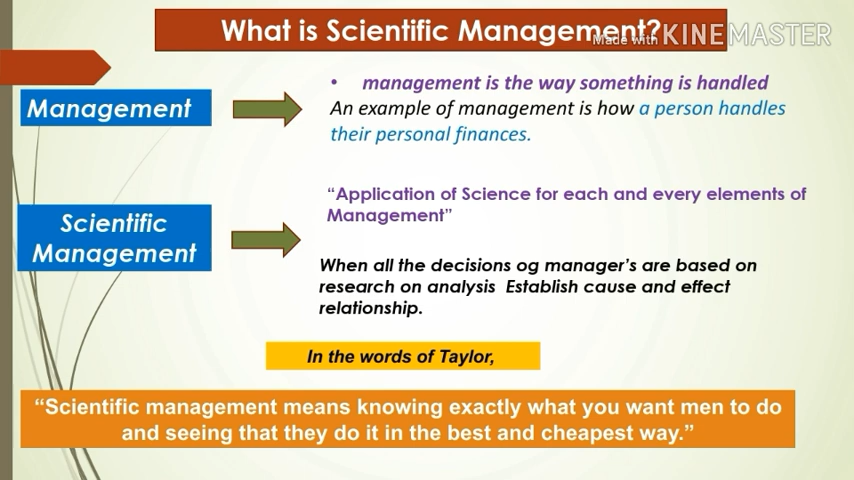 What is Scientific Management?
Made with KINEMASTER
Management
• management is the way something is handled
An example of management is how a person handles
their personal finances.
Scientific
Management
“Application of Science for each and every elements of
Management”
When all the decisions og manager’s are based on
research on analysis Establish cause and effect
relationship.
In the words of Taylor,
“Scientific management means knowing exactly what you want men to do
and seeing that they do it in the best and cheapest way.”